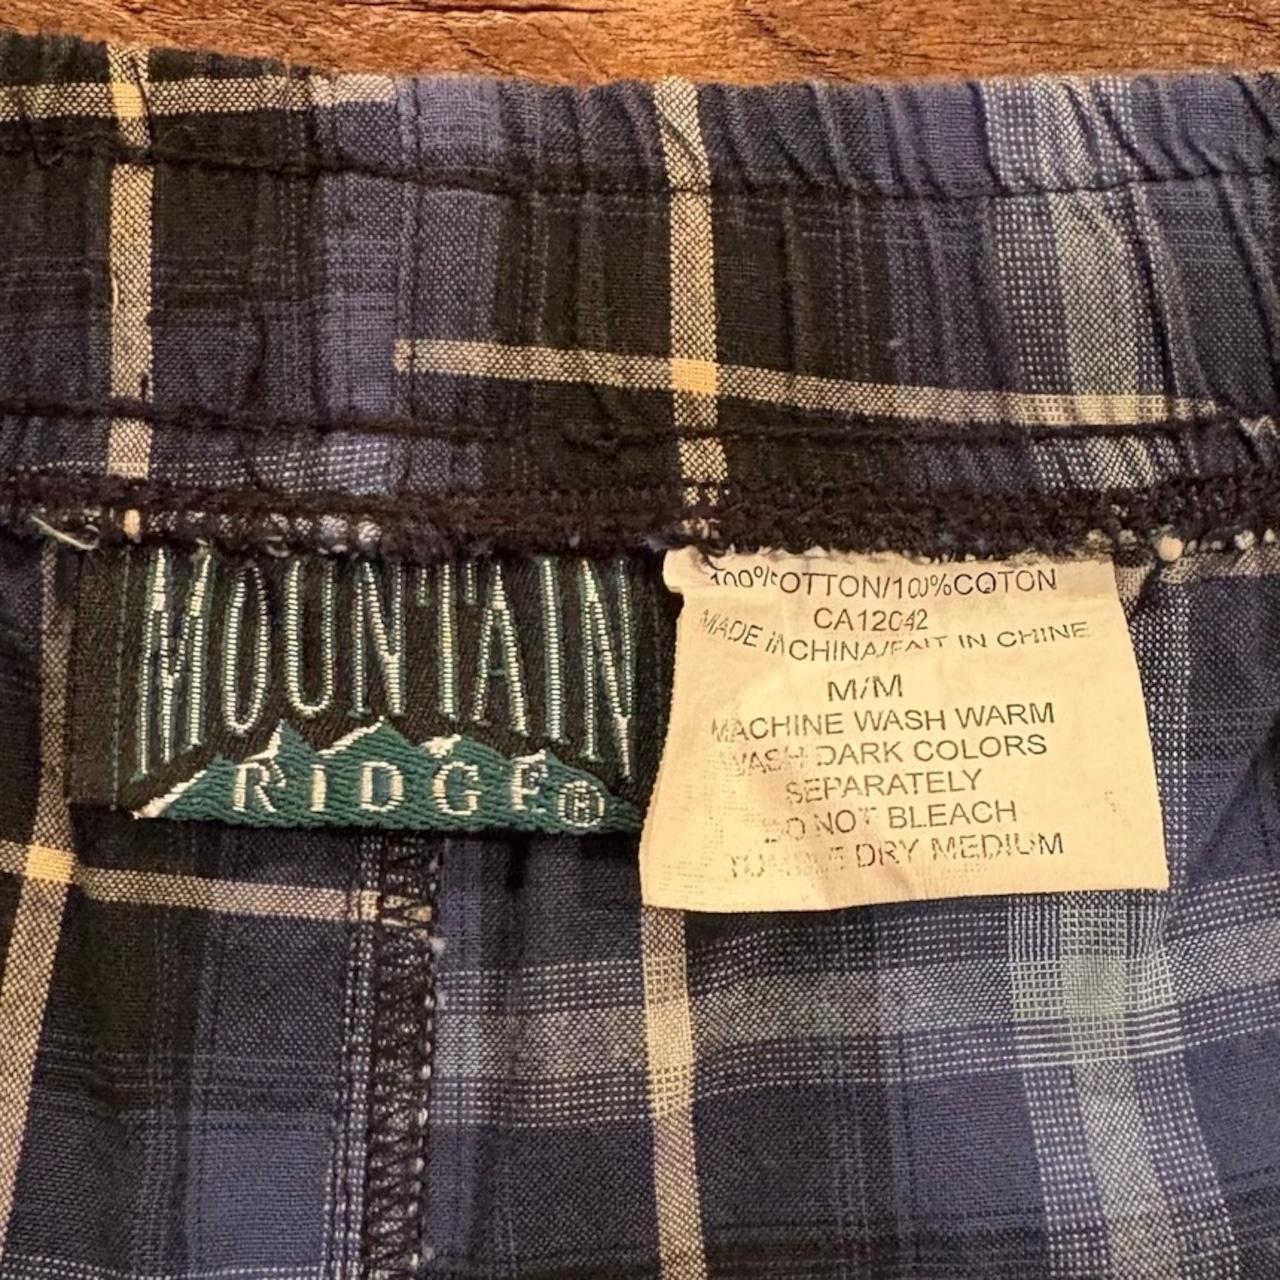 MOUNTAIN
RIDGE®
100% COTTON/100%COTON
CA12042
MADE IN CHINA/FAIT IN CHINE
M/M
MACHINE WASH WARM
WASH DARK COLORS
SEPARATELY
DO NOT BLEACH
TUMBLE DRY MEDIUM